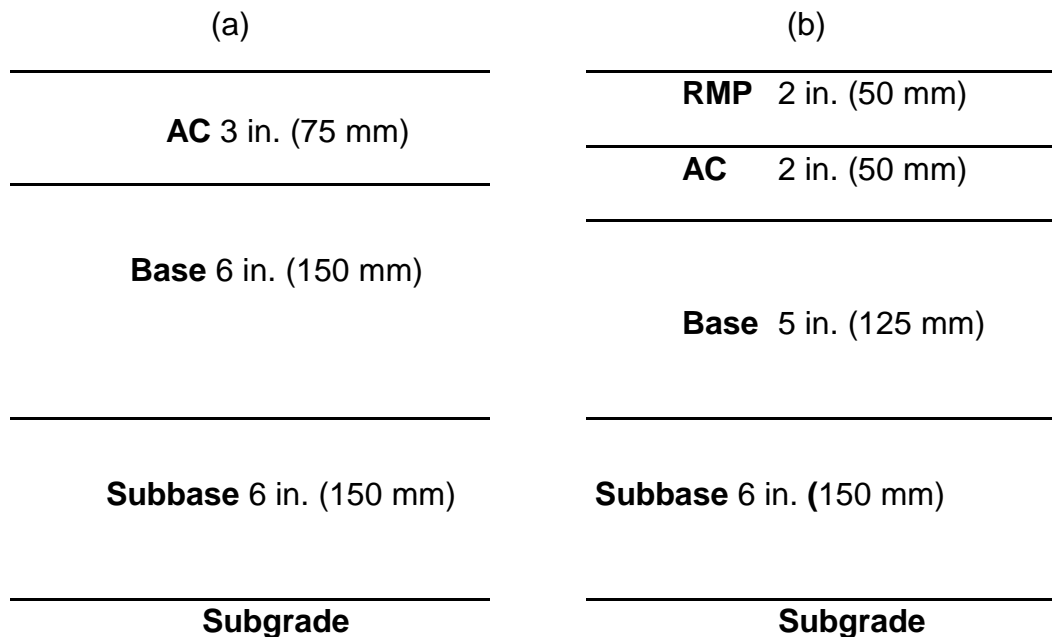 (a)
AC 3 in. (75 mm)
Base 6 in. (150 mm)
Subbase 6 in. (150 mm)
Subgrade
(b)
RMP 2 in. (50 mm)
AC 2 in. (50 mm)
Base 5 in. (125 mm)
Subbase 6 in. (150 mm)
Subgrade